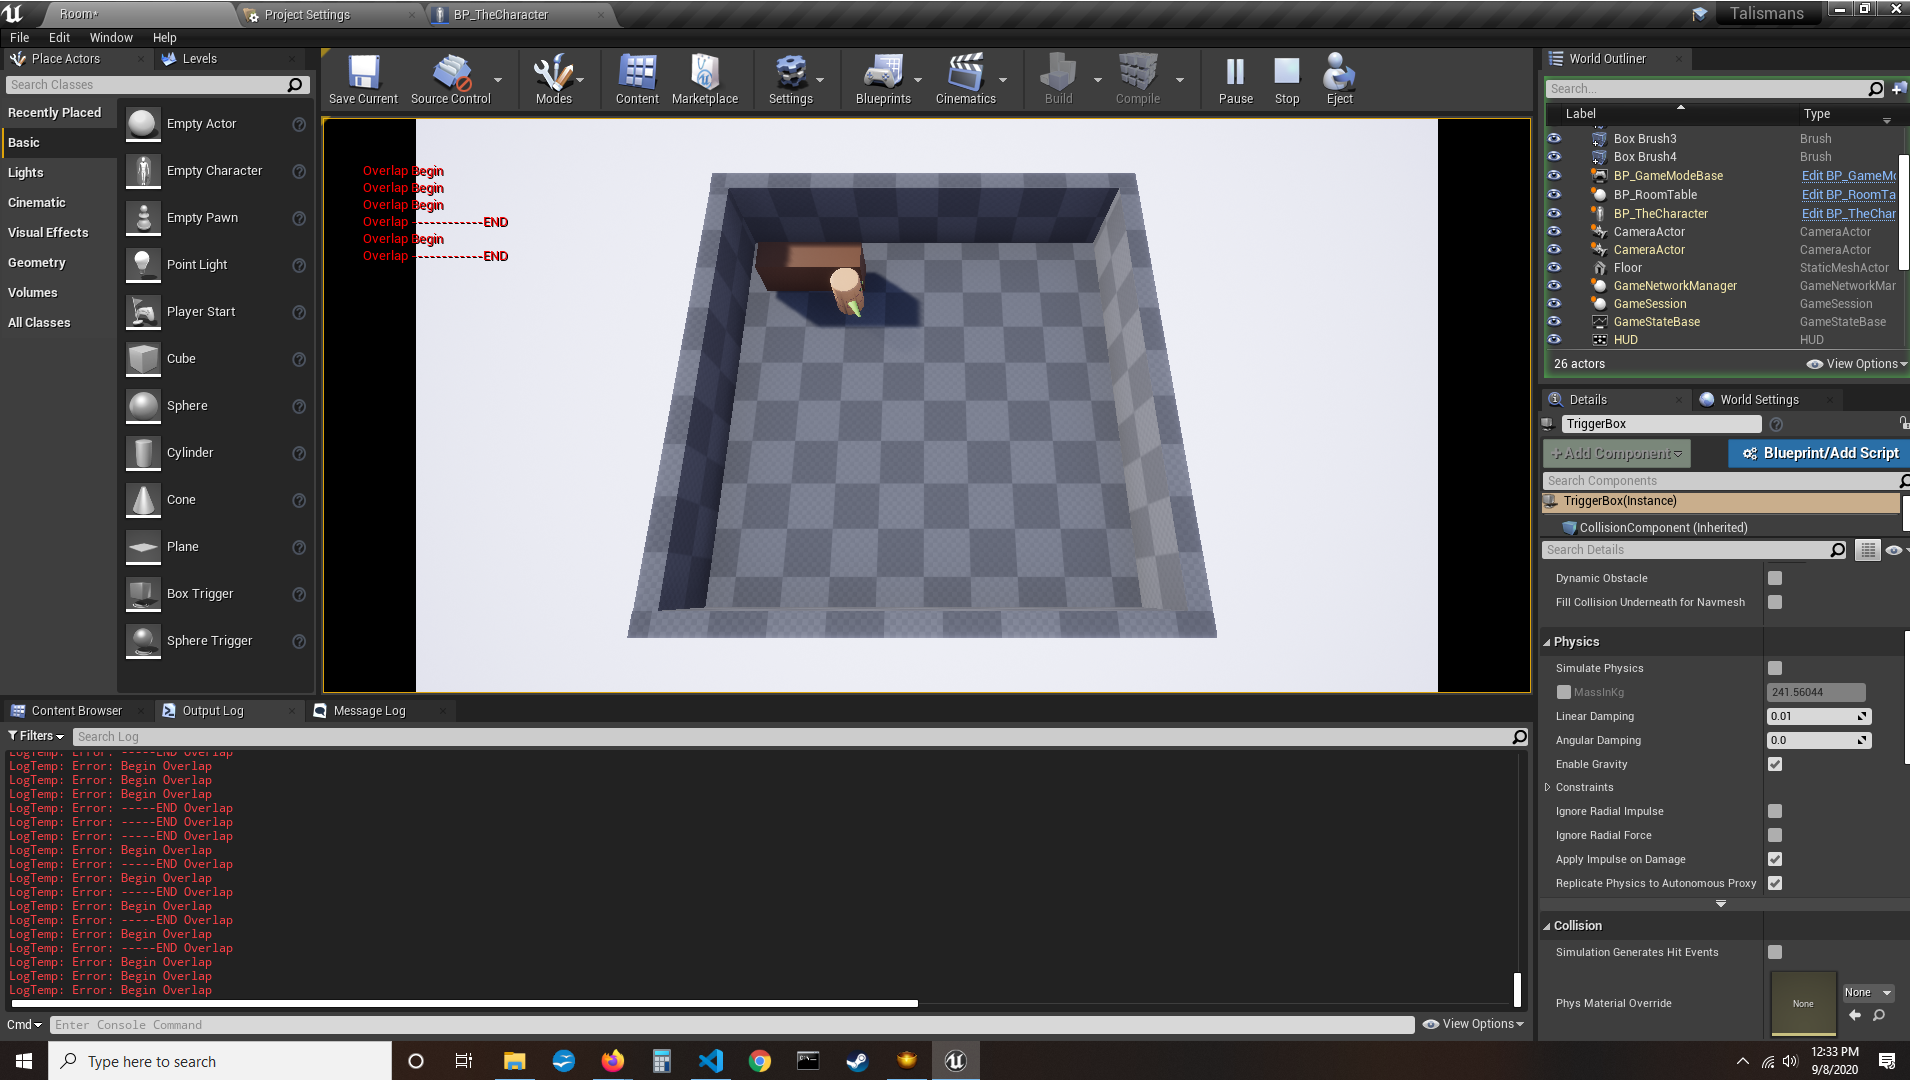 Room*
Project Settings
BP_TheCharacter
Talismans
File Edit Window Help
Place Actors
Levels
Search Classes
Recently Placed
Basic
Lights
Cinematic
Visual Effects
Geometry
Volumes
All Classes
Empty Actor
Empty Character
Empty Pawn
Point Light
Player Start
Cube
Sphere
Cylinder
Cone
Plane
Box Trigger
Sphere Trigger
Save Current
Source Control
Modes
Content
Marketplace
Settings
Blueprints
Cinematics
Build
Compile
Pause
Stop
Eject
Overlap Begin
Overlap Begin
Overlap Begin
Overlap -------------END
Overlap Begin
Overlap -------------END
World Outliner
Search...
Label Type
Box Brush3 Brush
Box Brush4 Brush
BP_GameModeBase Edit BP_GameMo
BP_RoomTable Edit BP_RoomTa
BP_TheCharacter Edit BP_TheChar
CameraActor CameraActor
CameraActor CameraActor
Floor StaticMeshActor
GameNetworkManager GameNetworkMar
GameSession GameSession
GameStateBase GameStateBase
HUD HUD
26 actors
View Options
Details
World Settings
TriggerBox
+Add Component
Blueprint/Add Script
Search Components
TriggerBox(Instance)
CollisionComponent (Inherited)
Search Details
Dynamic Obstacle
Fill Collision Underneath for Navmesh
Physics
Simulate Physics
MassInKg 241.56044
Linear Damping 0.01
Angular Damping 0.0
Enable Gravity
Constraints
Ignore Radial Impulse
Ignore Radial Force
Apply Impulse on Damage
Replicate Physics to Autonomous Proxy
Collision
Simulation Generates Hit Events
Phys Material Override
None
None
Content Browser
Output Log
Message Log
Filters
Search Log
LogTemp: Error: -----END Overlap
LogTemp: Error: Begin Overlap
LogTemp: Error: Begin Overlap
LogTemp: Error: Begin Overlap
LogTemp: Error: -----END Overlap
LogTemp: Error: -----END Overlap
LogTemp: Error: -----END Overlap
LogTemp: Error: Begin Overlap
LogTemp: Error: -----END Overlap
LogTemp: Error: Begin Overlap
LogTemp: Error: -----END Overlap
LogTemp: Error: Begin Overlap
LogTemp: Error: -----END Overlap
LogTemp: Error: Begin Overlap
LogTemp: Error: -----END Overlap
LogTemp: Error: Begin Overlap
LogTemp: Error: Begin Overlap
LogTemp: Error: Begin Overlap
Cmd
Enter Console Command
View Options
Type here to search
12:33 PM
9/8/2020